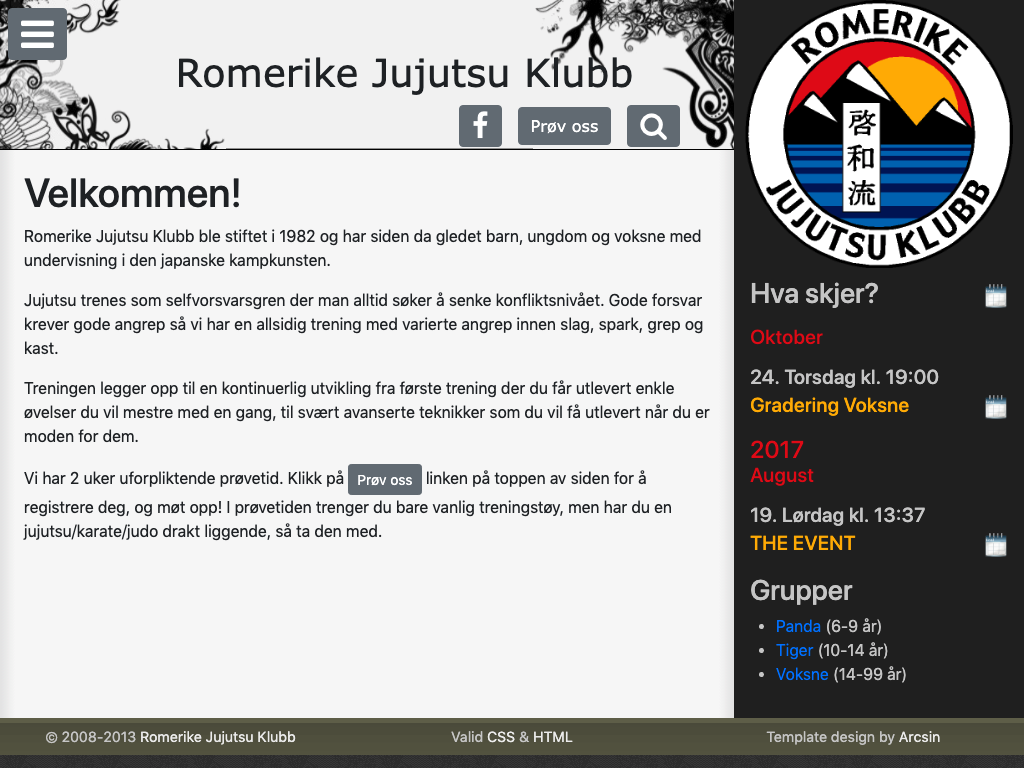 Romerike Jujutsu Klubb
Prøv oss
Velkommen!
Romerike Jujutsu Klubb ble stiftet i 1982 og har siden da gledet barn, ungdom og voksne med
undervisning i den japanske kampkunsten.
Jujutsu trenes som selfvorsvarsgren der man alltid søker å senke konfliktsnivået. Gode forsvar
krever gode angrep så vi har en allsidig trening med varierte angrep innen slag, spark, grep og
kast.
Treningen legger opp til en kontinuerlig utvikling fra første trening der du får utlevert enkle
øvelser du vil mestre med en gang, til svært avanserte teknikker som du vil få utlevert når du er
moden for dem.
Vi har 2 uker uforpliktende prøvetid. Klikk på Prøv oss linken på toppen av siden for å
registrere deg, og møt opp! I prøvetiden trenger du bare vanlig treningstøy, men har du en
jujutsu/karate/judo drakt liggende, så ta den med.
ROMERIKE
啓和流
JUJUTSU KLUBB
Hva skjer?
Oktober
24. Torsdag kl. 19:00
Gradering Voksne
2017
August
19. Lørdag kl. 13:37
THE EVENT
Grupper
• Panda (6-9 år)
• Tiger (10-14 år)
• Voksne (14-99 år)
© 2008-2013 Romerike Jujutsu Klubb
Valid CSS & HTML
Template design by Arcsin